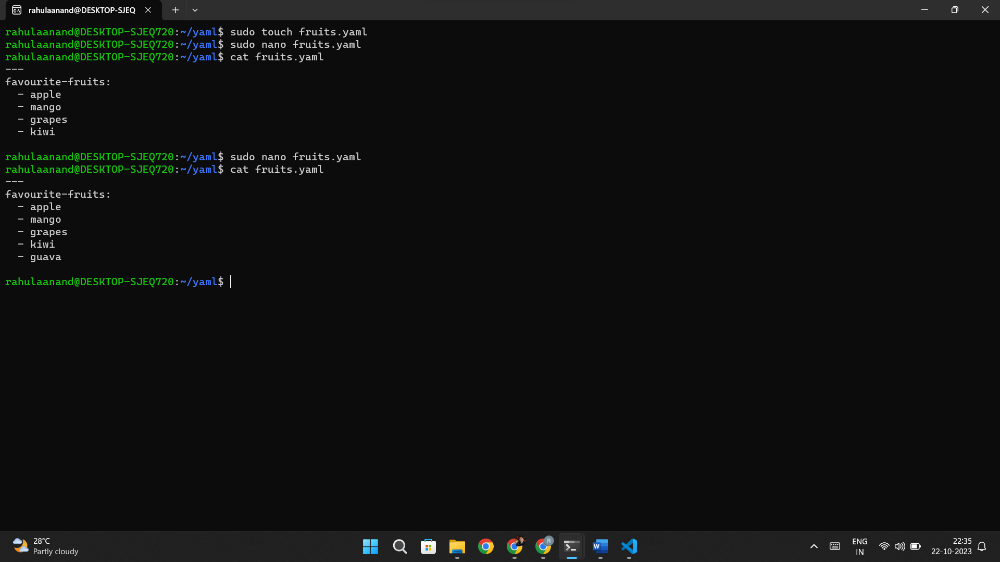 rahulaanand@DESKTOP-SJEQ
rahulaanand@DESKTOP-SJEQ720:~/yaml$ sudo touch fruits.yaml
rahulaanand@DESKTOP-SJEQ720:~/yaml$ sudo nano fruits.yaml
rahulaanand@DESKTOP-SJEQ720:~/yaml$ cat fruits.yaml
---
favourite-fruits:
  - apple
  - mango
  - grapes
  - kiwi
rahulaanand@DESKTOP-SJEQ720:~/yaml$ sudo nano fruits.yaml
rahulaanand@DESKTOP-SJEQ720:~/yaml$ cat fruits.yaml
---
favourite-fruits:
  - apple
  - mango
  - grapes
  - kiwi
  - guava
rahulaanand@DESKTOP-SJEQ720:~/yaml$
28°C
Partly cloudy
R
W
ENG
IN
22:35
22-10-2023